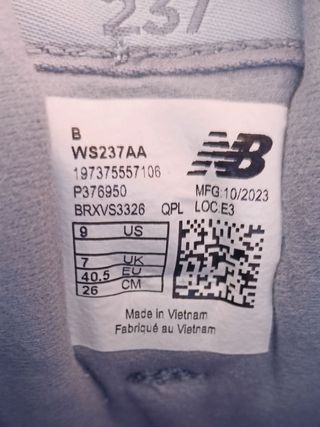 237
B
WS237AA
197375557106
P376950 MFG:10/2023
BRXVS3326 QPL LOC:E3
NB
9 US
7 UK
40.5 EU
26 CM
Made in Vietnam
Fabriqué au Vietnam